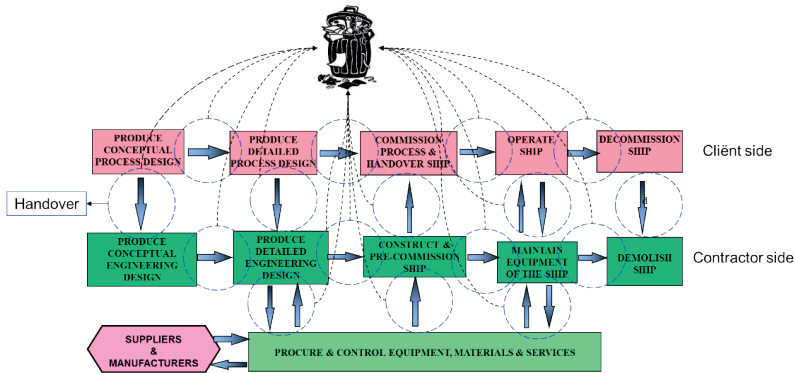 PRODUCE
CONCEPTUAL
PROCESS DESIGN
PRODUCE
DETAILED
PROCESS DESIGN
COMMISSION
PROCESS &
HANDOVER SHIP
OPERATE
SHIP
DECOMMISSION
SHIP
Cliënt side
Handover
d
PRODUCE
CONCEPTUAL
ENGINEERING
DESIGN
PRODUCE
DETAILED
ENGINEERING
DESIGN
CONSTRUCT &
PRE-COMMISSION
SHIP
MAINTAIN
EQUIPMENT
OF THE SHIP
DEMOLISH
SHIP
Contractor side
SUPPLIERS
&
MANUFACTURERS
PROCURE & CONTROL EQUIPMENT, MATERIALS & SERVICES